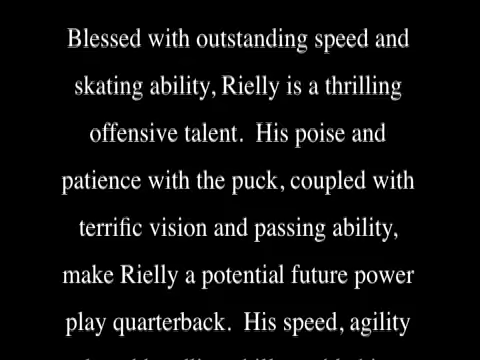 Blessed with outstanding speed and
skating ability, Rielly is a thrilling
offensive talent.  His poise and
patience with the puck, coupled with
terrific vision and passing ability,
make Rielly a potential future power
play quarterback.  His speed, agility